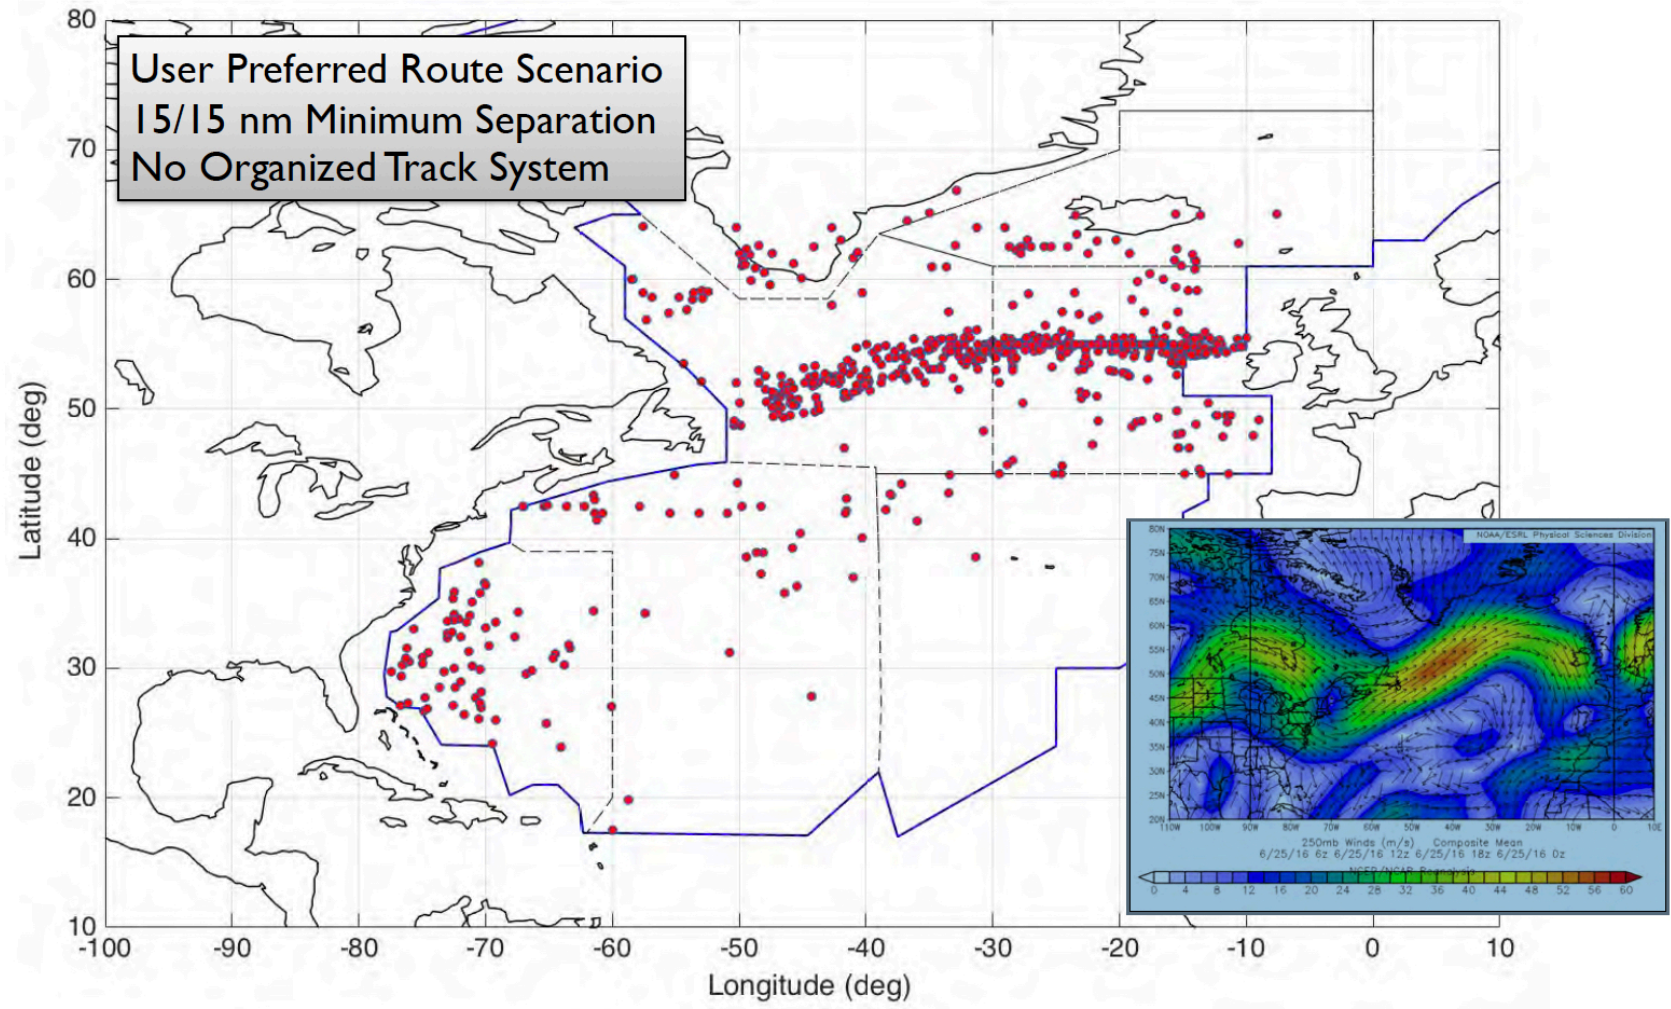 User Preferred Route Scenario
15/15 nm Minimum Separation
No Organized Track System
80
70
60
50
40
30
20
10
Latitude (deg)
-100 -90 -80 -70 -60 -50 -40 -30 -20 -10 0 10
Longitude (deg)
NOAA/ESRL Physical Sciences Division
80N
75N
70N
65N
60N
55N
50N
45N
40N
35N
30N
25N
20N
110W 100W 90W 80W 70W 60W 50W 40W 30W 20W 10W 0 10E
250mb Winds (m/s) Composite Mean
6/25/16 6z 6/25/16 12z 6/25/16 18z 6/25/16 0z
NCEP/NCAR Reanalysis
0 4 8 12 16 20 24 28 32 36 40 44 48 52 56 60